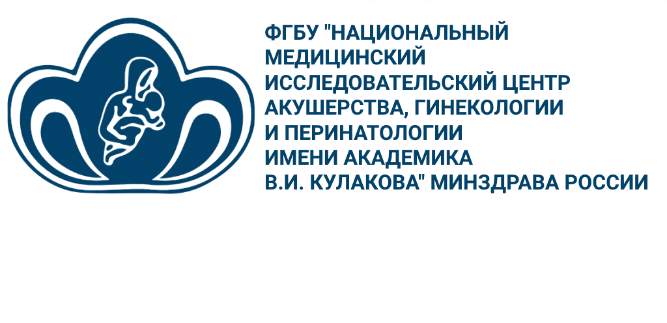 ФГБУ "НАЦИОНАЛЬНЫЙ
МЕДИЦИНСКИЙ
ИССЛЕДОВАТЕЛЬСКИЙ ЦЕНТР
АКУШЕРСТВА, ГИНЕКОЛОГИИ
И ПЕРИНАТОЛОГИИ
ИМЕНИ АКАДЕМИКА
В.И. КУЛАКОВА" МИНЗДРАВА РОССИИ